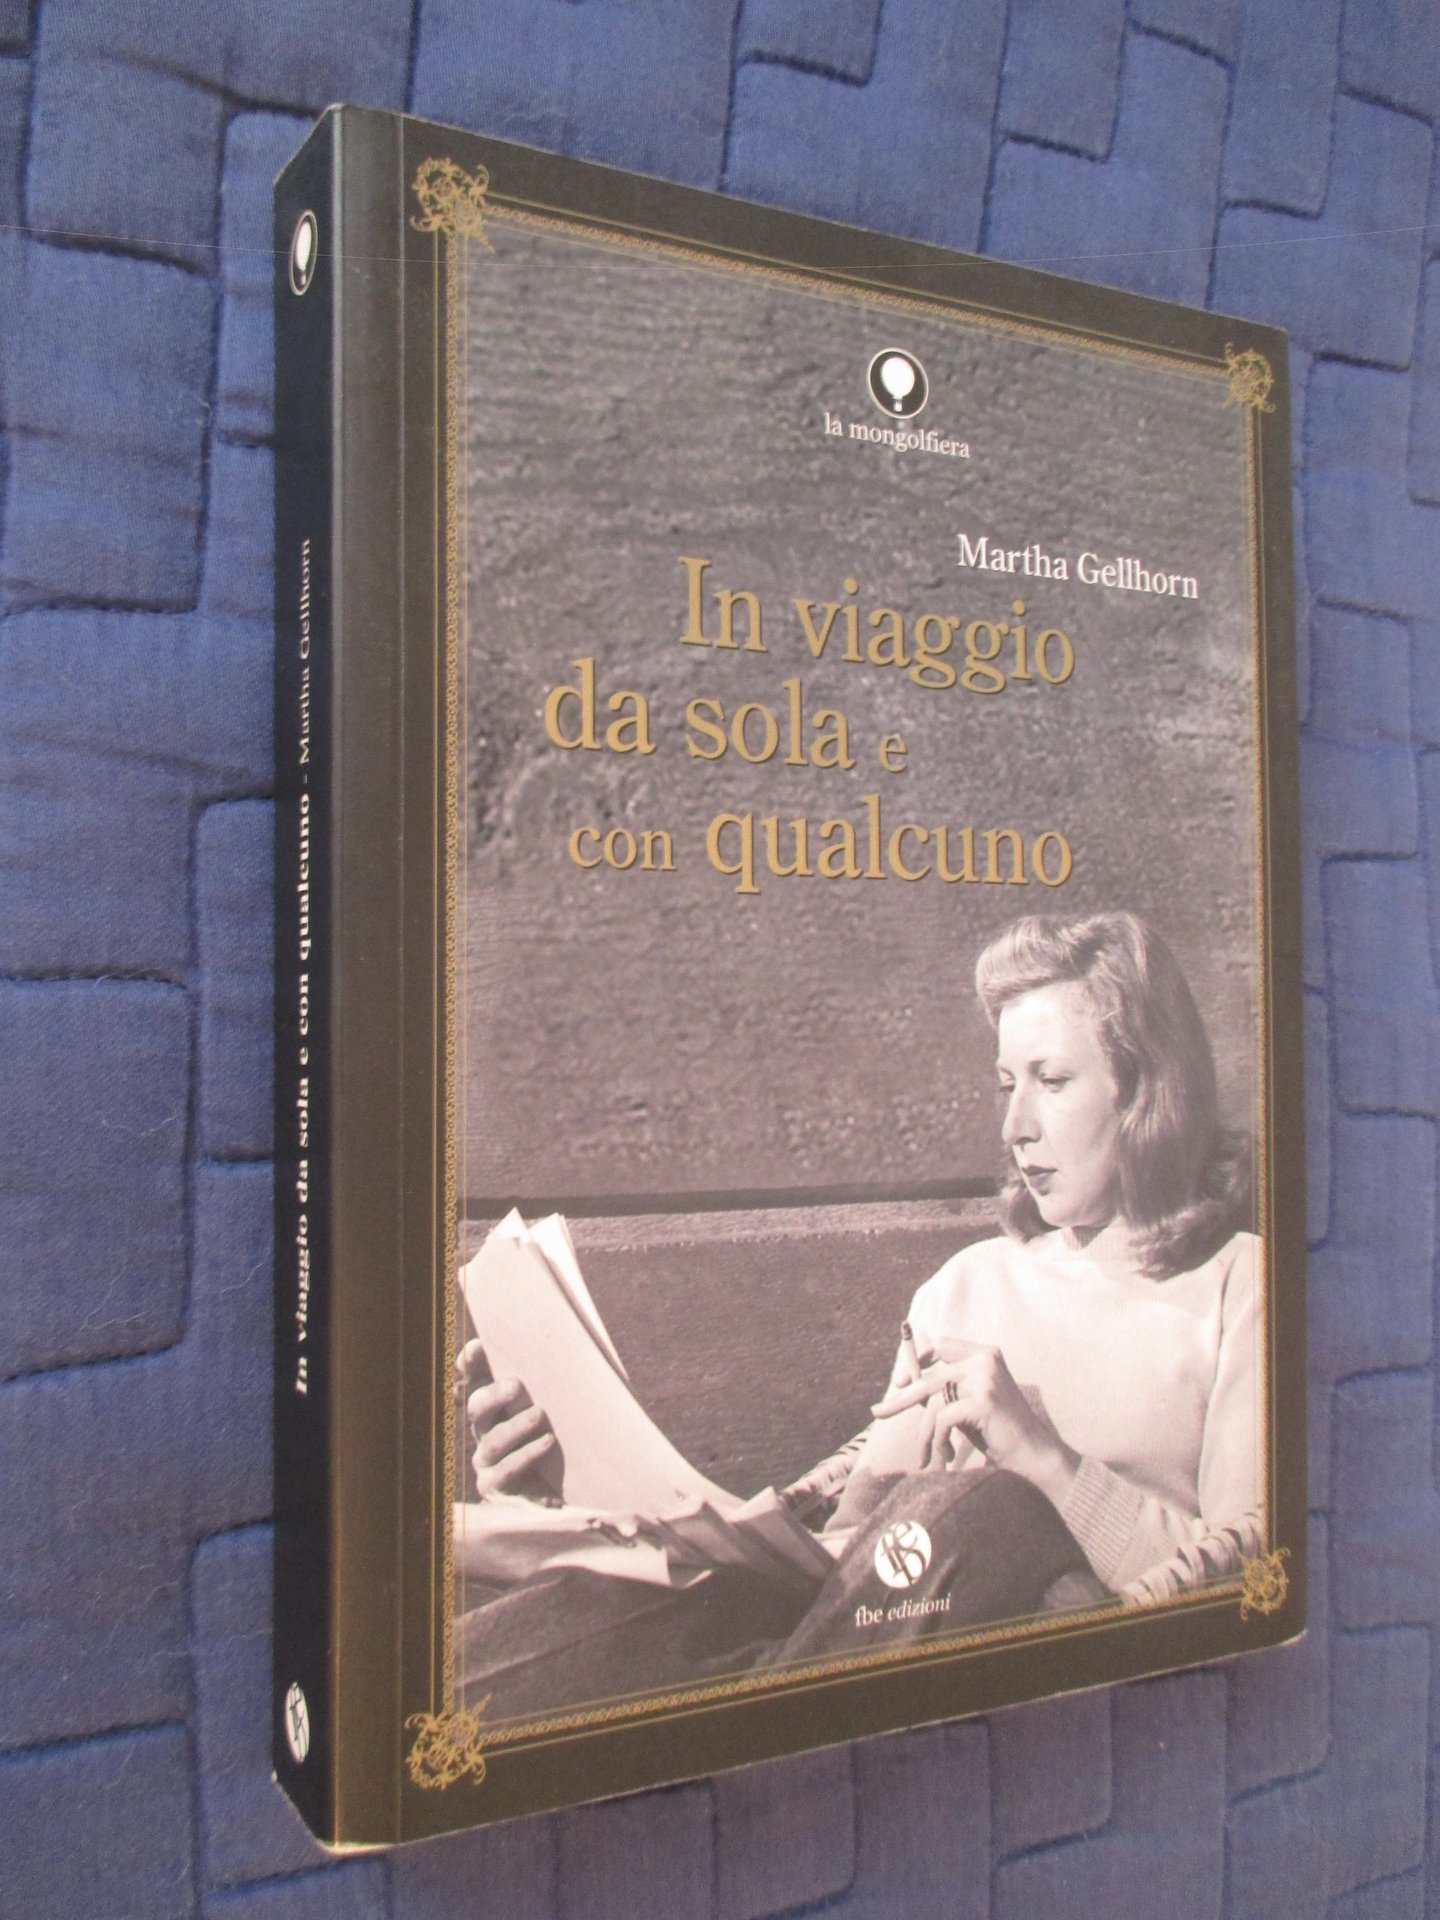 la mongolfiera
Martha Gellhorn
In viaggio
da sola e
con qualcuno
fbe edizioni
In viaggio da sola e con qualcuno - Martha Gellhorn